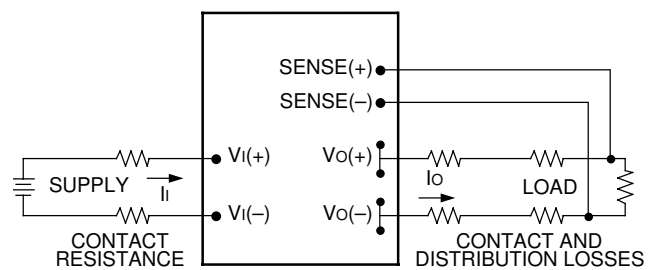 SENSE(+)
SENSE(–)
VI(+)
VO(+)
IO
SUPPLY
II
LOAD
VI(–)
VO(–)
CONTACT
RESISTANCE
CONTACT AND
DISTRIBUTION LOSSES